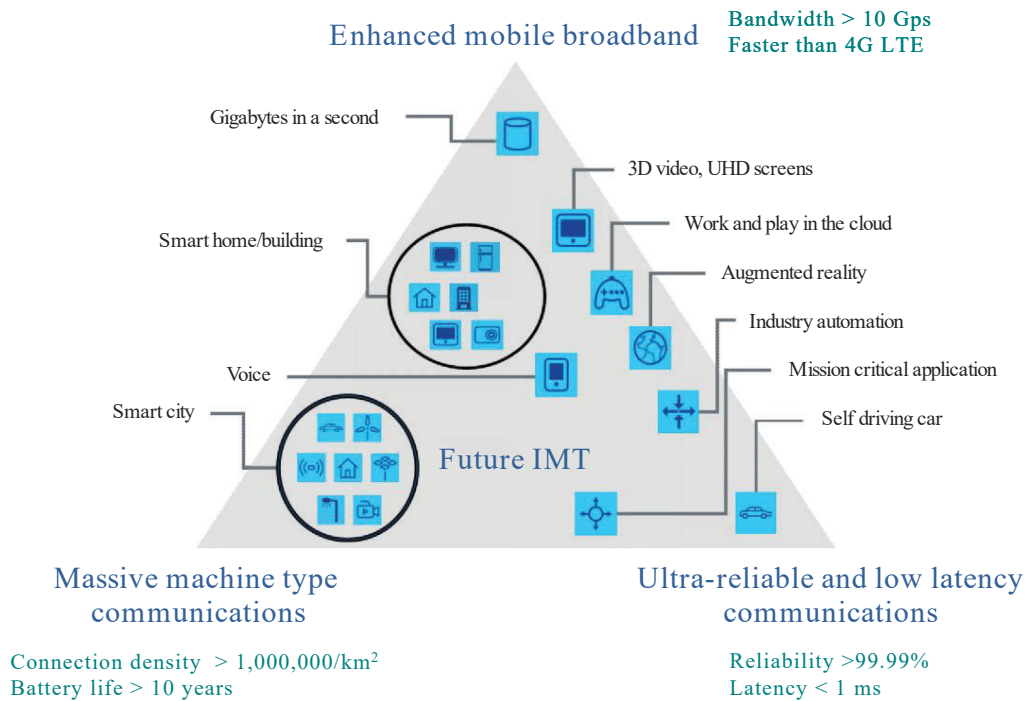 Enhanced mobile broadband
Bandwidth > 10 Gps
Faster than 4G LTE
Gigabytes in a second
3D video, UHD screens
Work and play in the cloud
Smart home/building
Augmented reality
Industry automation
Voice
Mission critical application
Smart city
Self driving car
Future IMT
Massive machine type
communications
Ultra-reliable and low latency
communications
Connection density > 1,000,000/km²
Battery life > 10 years
Reliability >99.99%
Latency < 1 ms